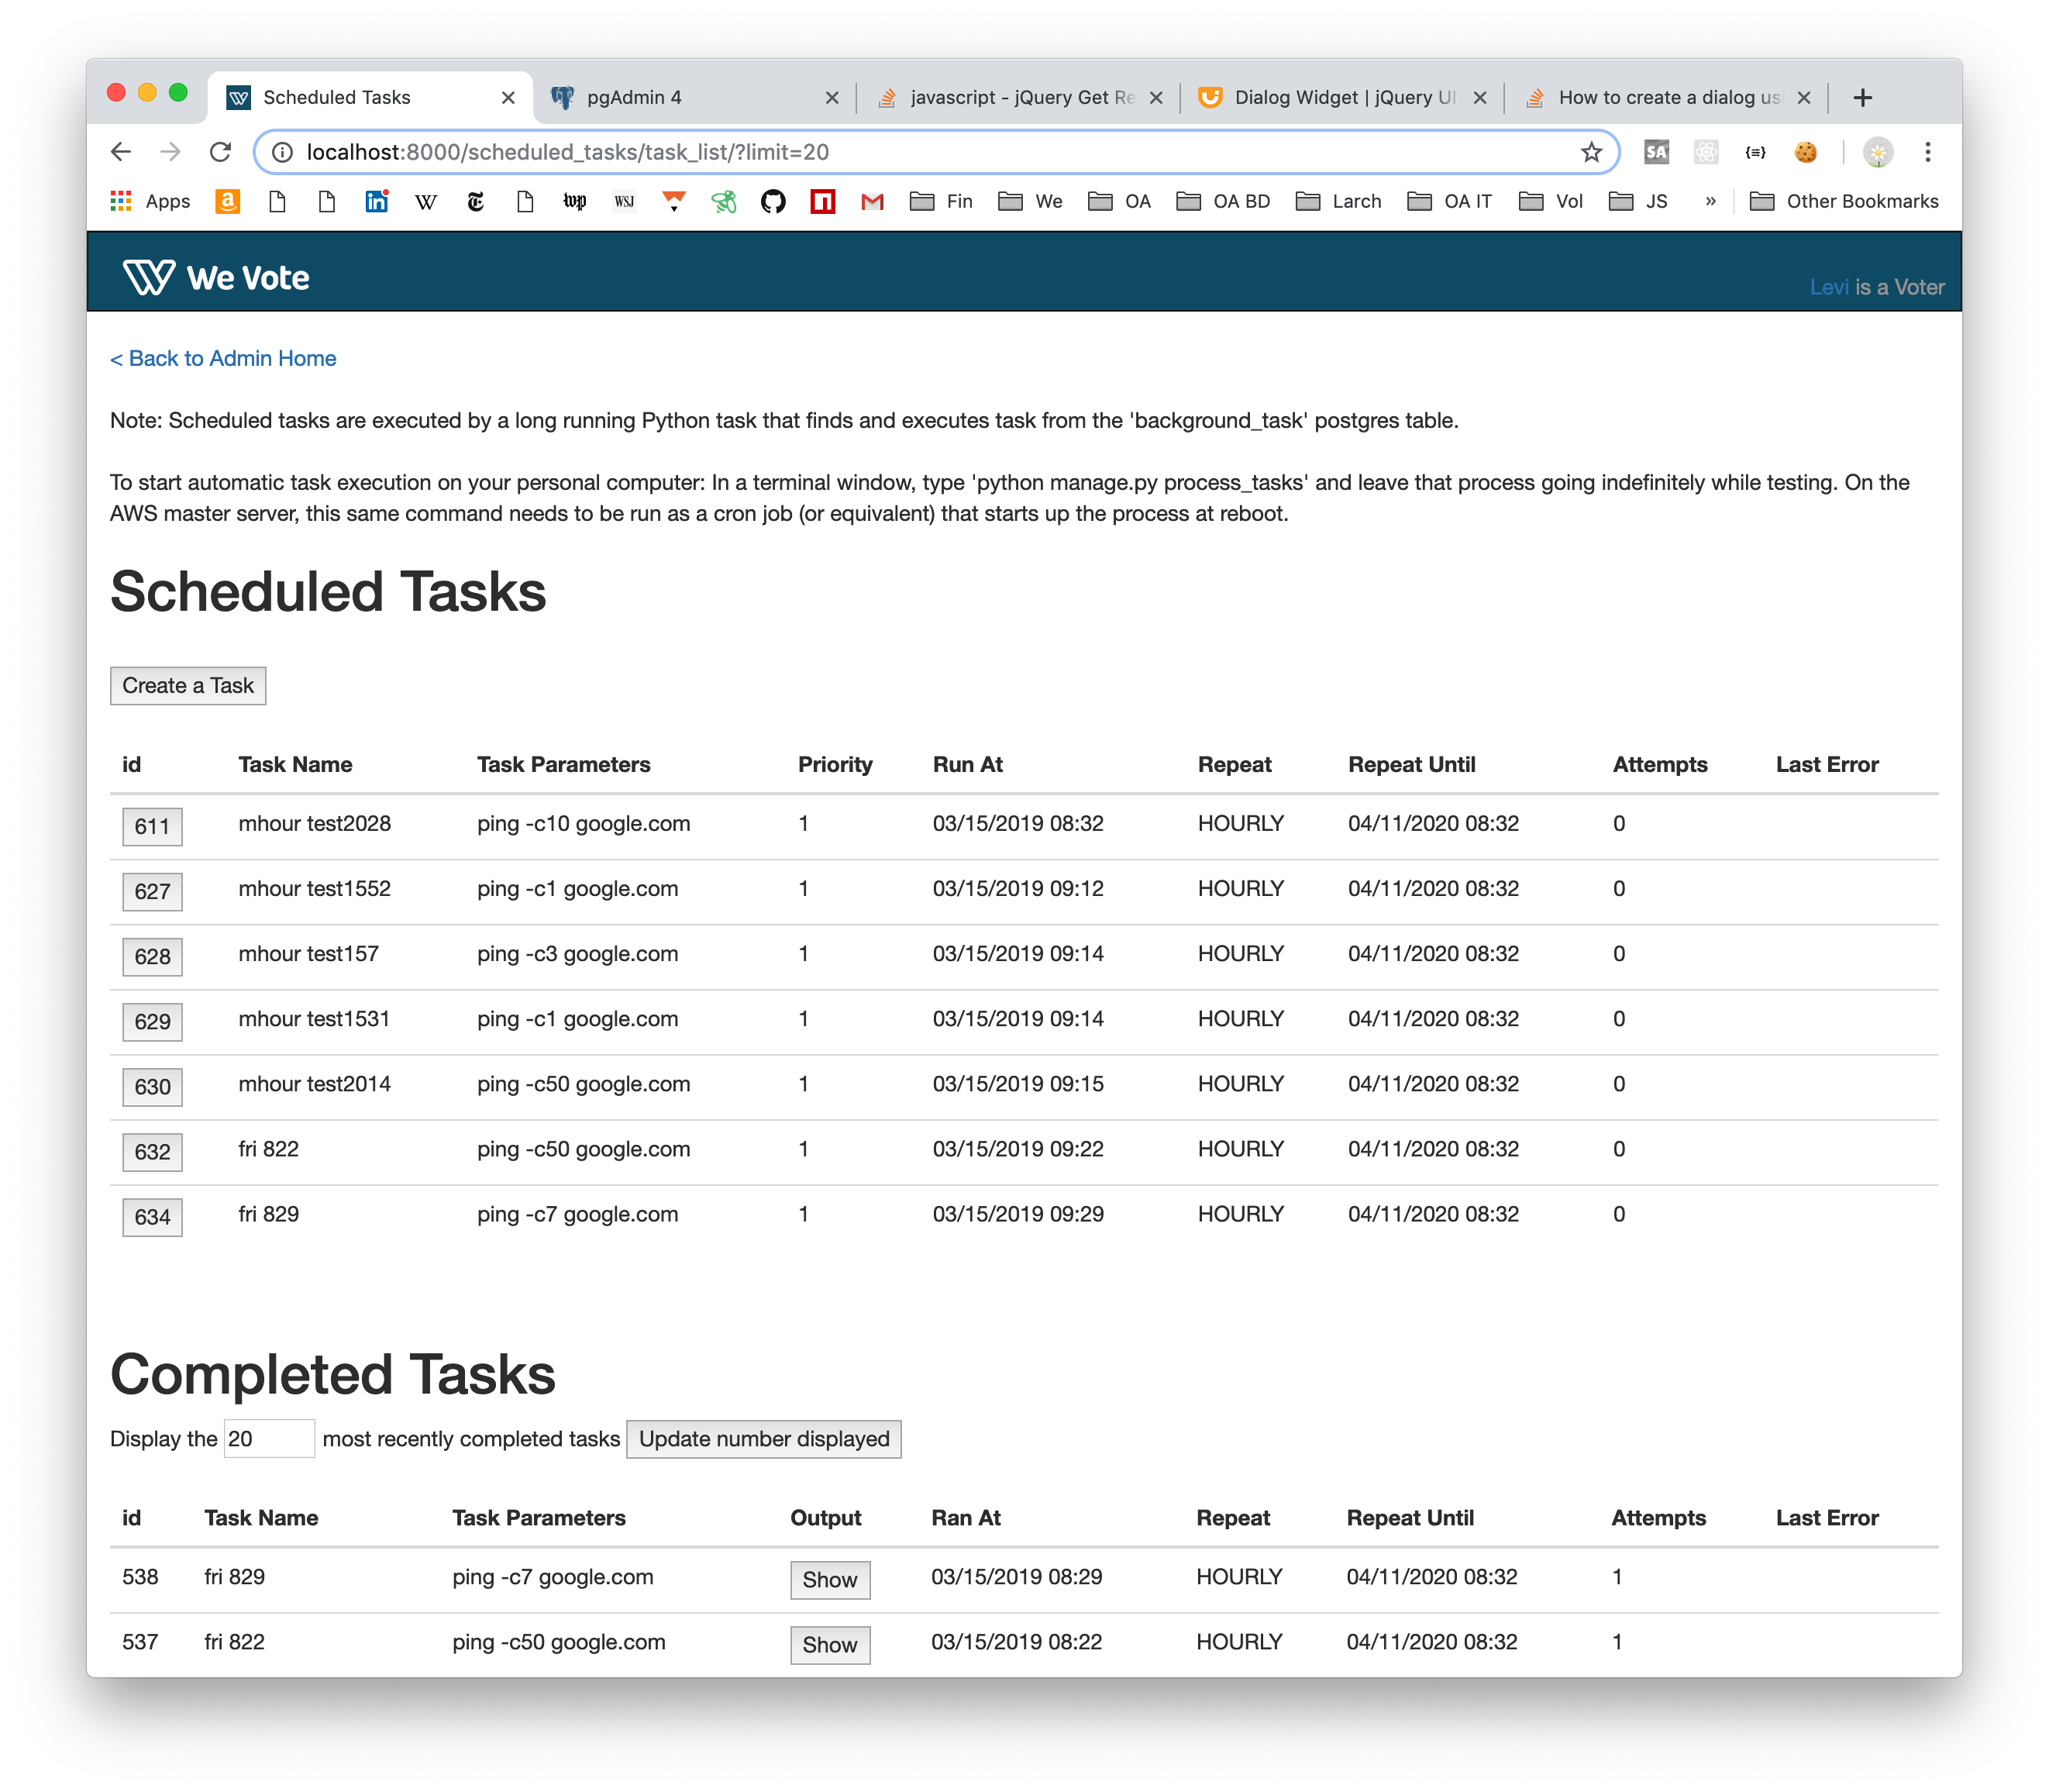 Scheduled Tasks
pgAdmin 4
javascript - jQuery Get Re
Dialog Widget | jQuery UI
How to create a dialog usi
localhost:8000/scheduled_tasks/task_list/?limit=20
SA
Apps
Fin
We
OA
OA BD
Larch
OA IT
Vol
JS
»
Other Bookmarks
We Vote
Levi is a Voter
< Back to Admin Home
Note: Scheduled tasks are executed by a long running Python task that finds and executes task from the 'background_task' postgres table.
To start automatic task execution on your personal computer: In a terminal window, type 'python manage.py process_tasks' and leave that process going indefinitely while testing. On the
AWS master server, this same command needs to be run as a cron job (or equivalent) that starts up the process at reboot.
Scheduled Tasks
Create a Task
id Task Name Task Parameters Priority Run At Repeat Repeat Until Attempts Last Error
611 mhour test2028 ping -c10 google.com 1 03/15/2019 08:32 HOURLY 04/11/2020 08:32 0
627 mhour test1552 ping -c1 google.com 1 03/15/2019 09:12 HOURLY 04/11/2020 08:32 0
628 mhour test157 ping -c3 google.com 1 03/15/2019 09:14 HOURLY 04/11/2020 08:32 0
629 mhour test1531 ping -c1 google.com 1 03/15/2019 09:14 HOURLY 04/11/2020 08:32 0
630 mhour test2014 ping -c50 google.com 1 03/15/2019 09:15 HOURLY 04/11/2020 08:32 0
632 fri 822 ping -c50 google.com 1 03/15/2019 09:22 HOURLY 04/11/2020 08:32 0
634 fri 829 ping -c7 google.com 1 03/15/2019 09:29 HOURLY 04/11/2020 08:32 0
Completed Tasks
Display the 20 most recently completed tasks Update number displayed
id Task Name Task Parameters Output Ran At Repeat Repeat Until Attempts Last Error
538 fri 829 ping -c7 google.com Show 03/15/2019 08:29 HOURLY 04/11/2020 08:32 1
537 fri 822 ping -c50 google.com Show 03/15/2019 08:22 HOURLY 04/11/2020 08:32 1